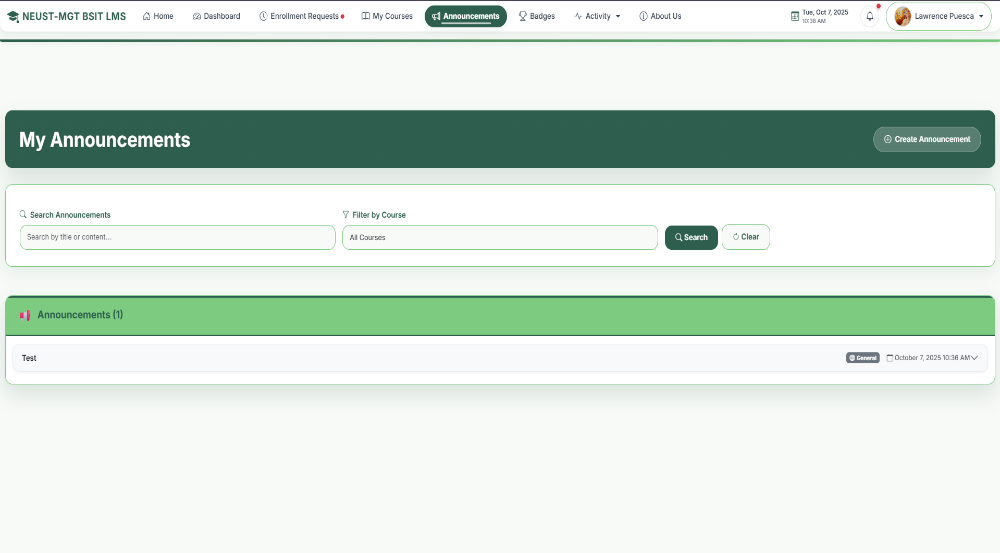 NEUST-MGT BSIT LMS
Home
Dashboard
Enrollment Requests
My Courses
Announcements
Badges
Activity
About Us
Tue, Oct 7, 2025
10:38 AM
Lawrence Puesca
My Announcements
Create Announcement
Search Announcements
Filter by Course
Search by title or content...
All Courses
Search
Clear
Announcements (1)
Test
General
October 7, 2025 10:36 AM